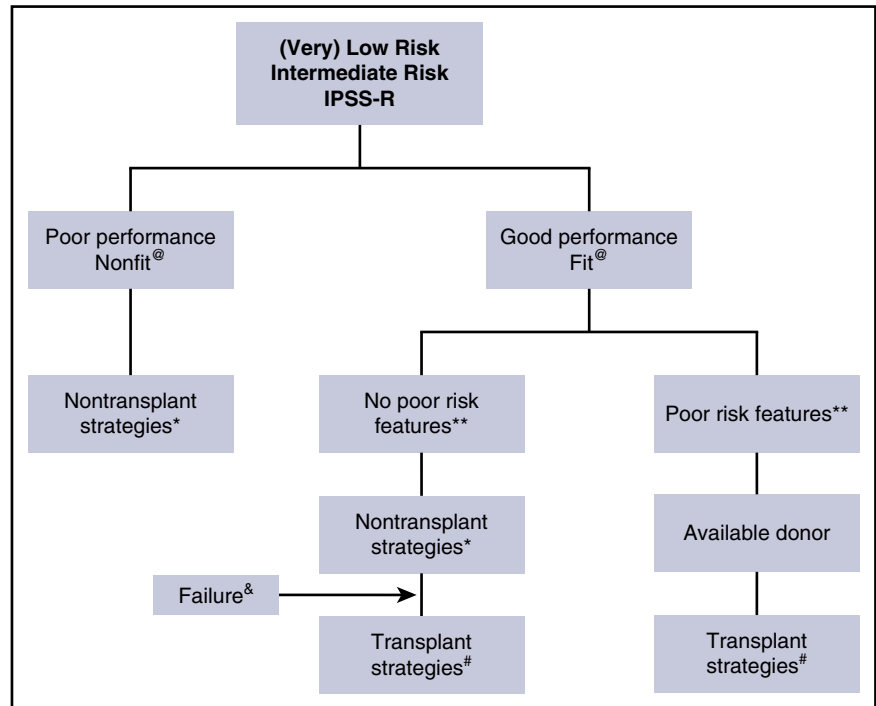 (Very) Low Risk
Intermediate Risk
IPSS-R
Poor performance
Nonfit@
Good performance
Fit@
Nontransplant
strategies*
No poor risk
features**
Poor risk features**
Nontransplant
strategies*
Available donor
Failure&
Transplant
strategies#
Transplant
strategies#